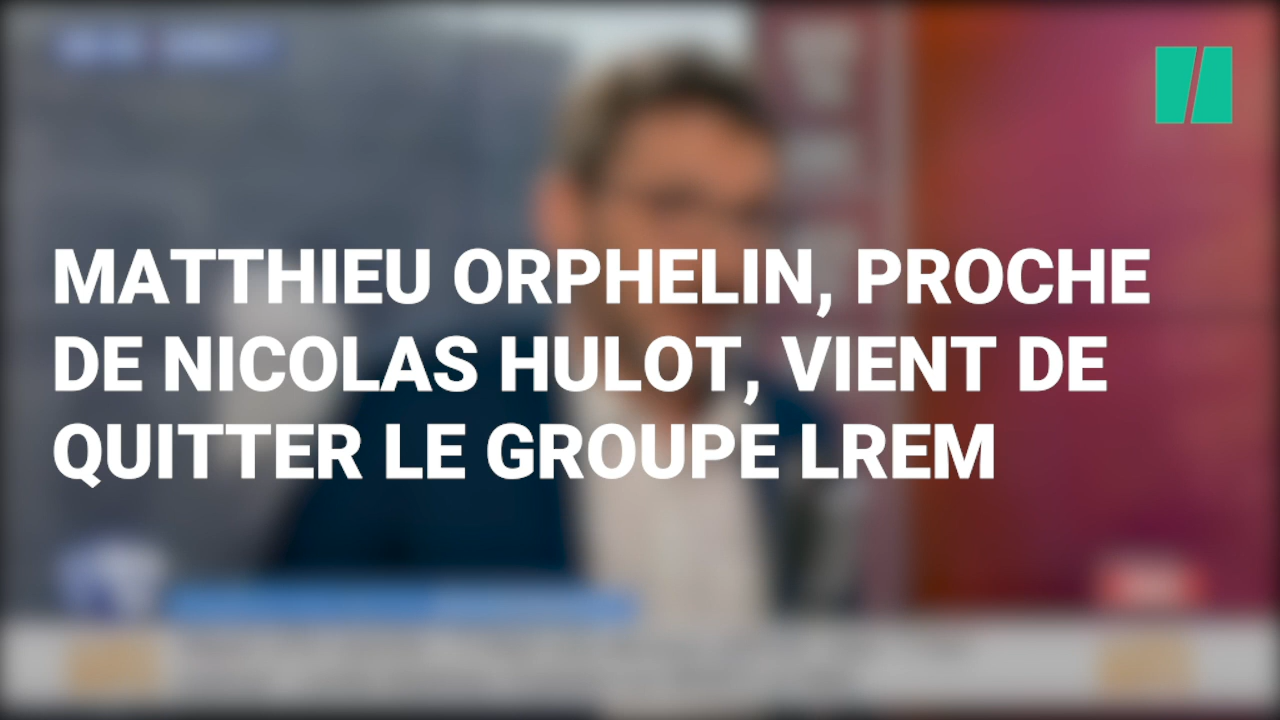 MATTHIEU ORPHELIN, PROCHE
DE NICOLAS HULOT, VIENT DE
QUITTER LE GROUPE LREM